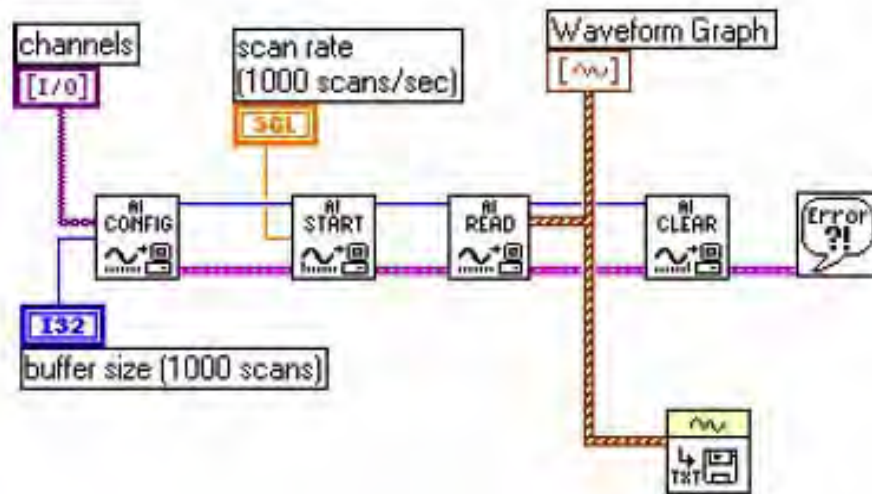 channels
[I/O]
scan rate
(1000 scans/sec)
SGL
Waveform Graph
AI
CONFIG
AI
START
AI
READ
AI
CLEAR
Error
?!
I32
buffer size (1000 scans)
TXT